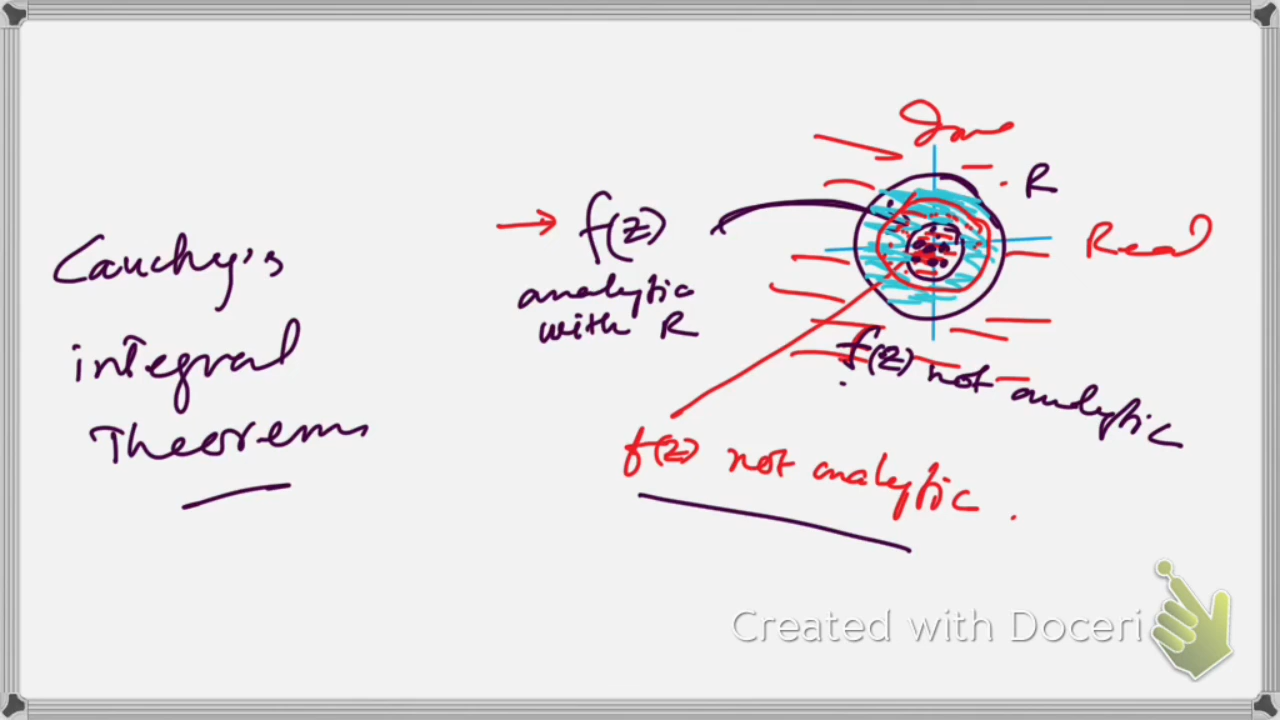 Cauchy's
integral
Theorems
f(z)
analytic
with R
Imag
R
Real
f(z) not analytic
f(z) not analytic.
Created with Doceri